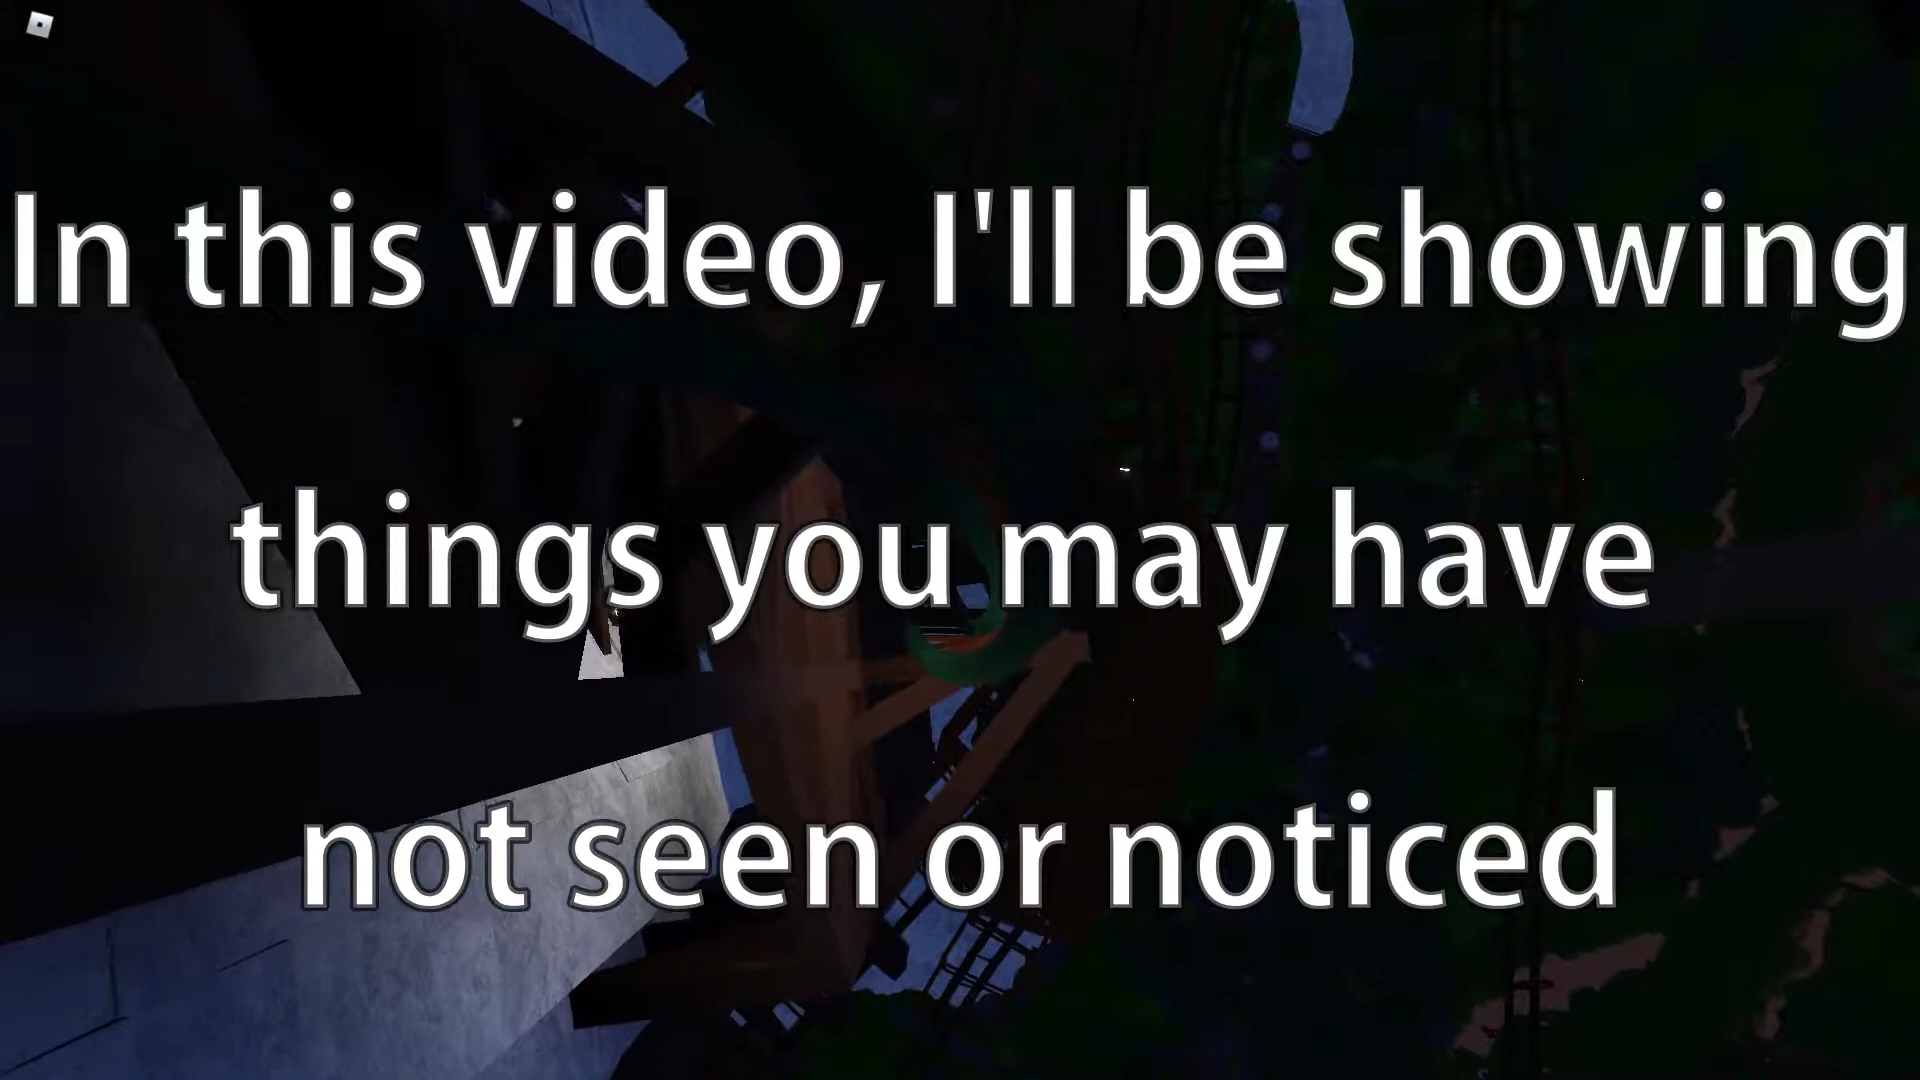 In this video, I'll be showing
things you may have
not seen or noticed